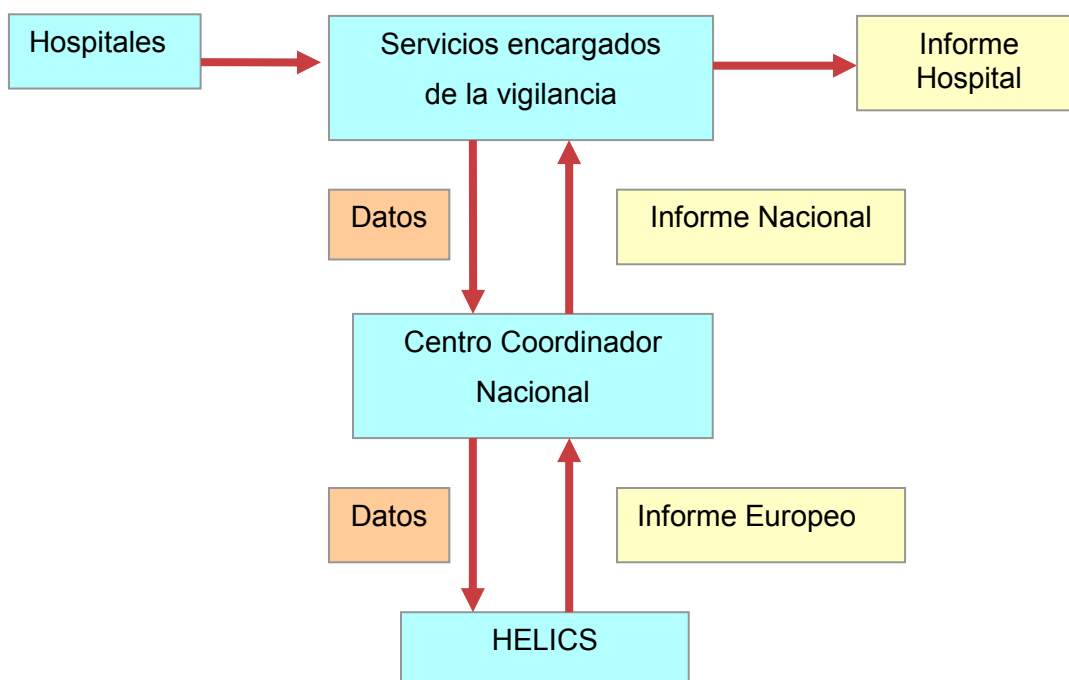 Hospitales
Servicios encargados
de la vigilancia
Informe
Hospital
Datos
Informe Nacional
Centro Coordinador
Nacional
Datos
Informe Europeo
HELICS